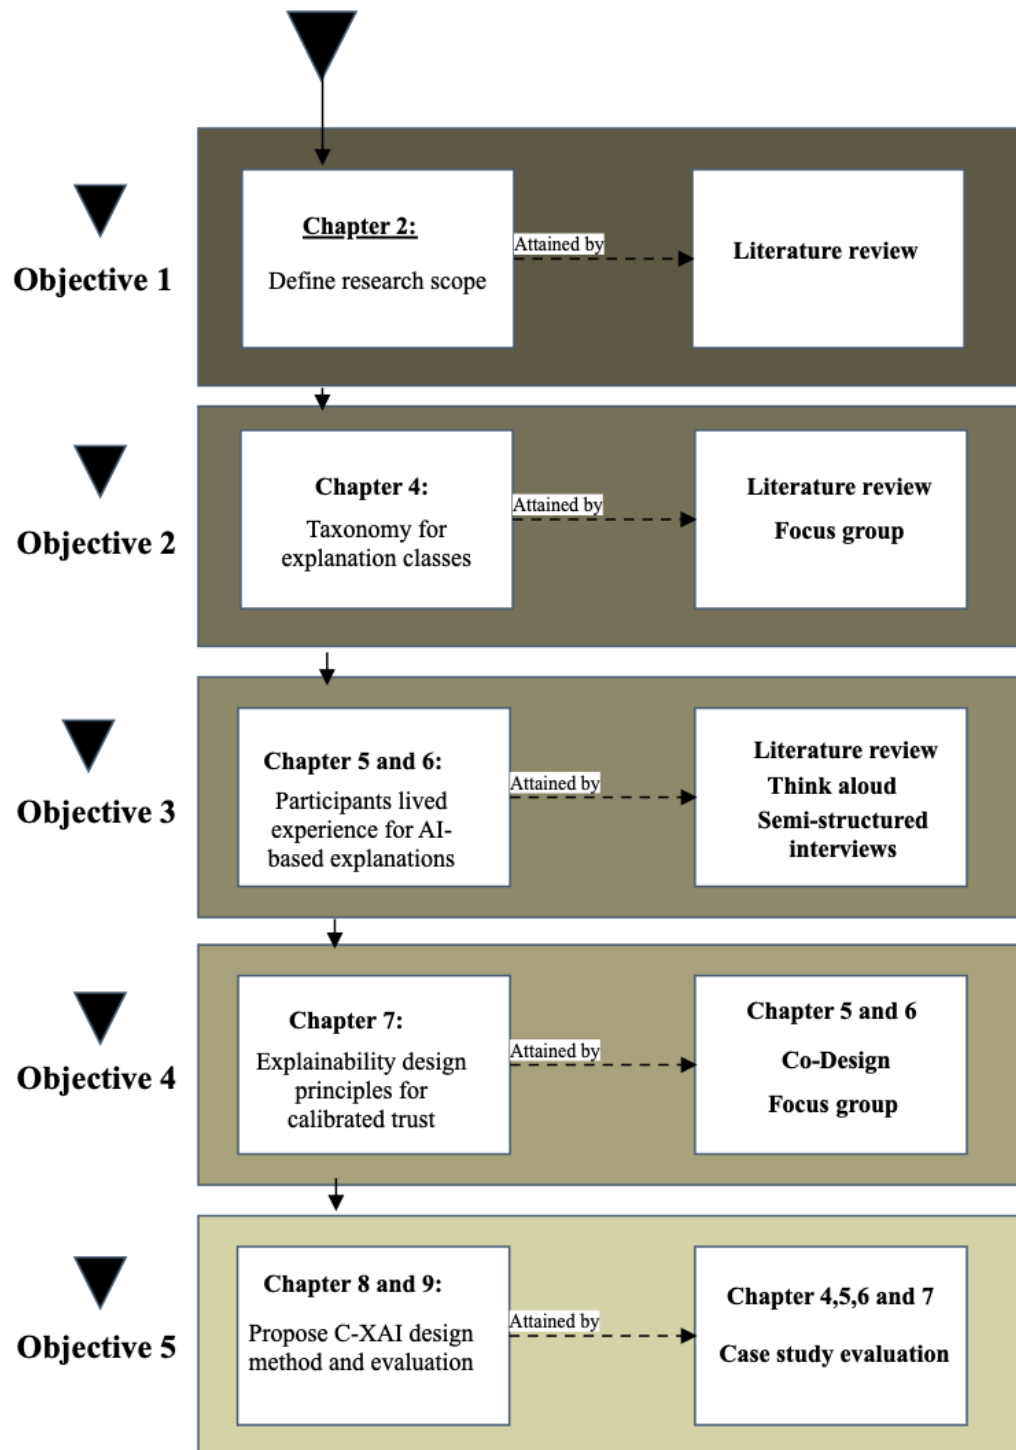 Objective 1
Chapter 2:
Define research scope
Attained by
Literature review
Objective 2
Chapter 4:
Taxonomy for
explanation classes
Attained by
Literature review
Focus group
Objective 3
Chapter 5 and 6:
Participants lived
experience for AI-
based explanations
Attained by
Literature review
Think aloud
Semi-structured
interviews
Objective 4
Chapter 7:
Explainability design
principles for
calibrated trust
Attained by
Chapter 5 and 6
Co-Design
Focus group
Objective 5
Chapter 8 and 9:
Propose C-XAI design
method and evaluation
Attained by
Chapter 4,5,6 and 7
Case study evaluation